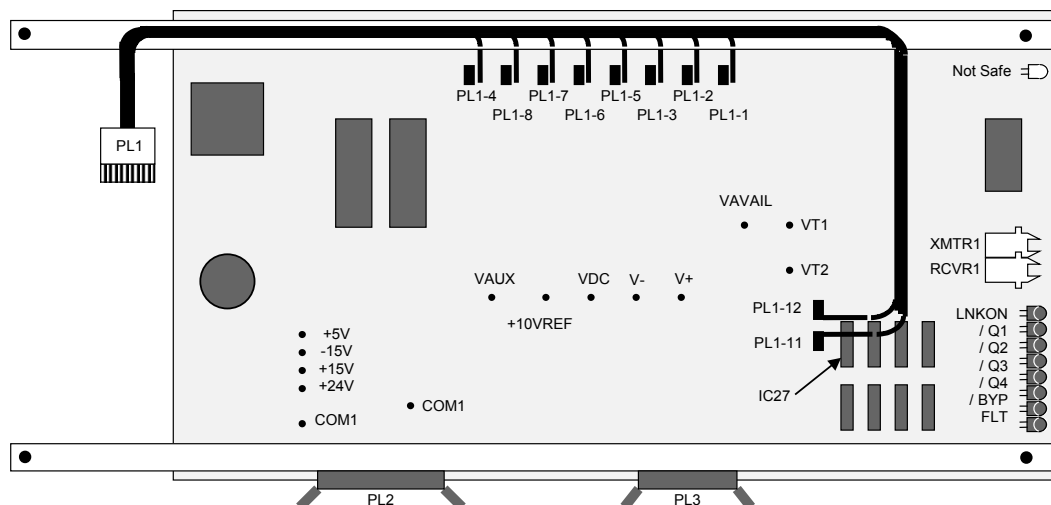 Not Safe
PL1-4
PL1-7
PL1-5
PL1-2
PL1-8
PL1-6
PL1-3
PL1-1
PL1
VAVAIL
VT1
XMTR1
RCVR1
VT2
VAUX
VDC
V-
V+
+10VREF
PL1-12
PL1-11
LNKON
/ Q1
/ Q2
/ Q3
/ Q4
/ BYP
FLT
+5V
-15V
+15V
+24V
IC27
COM1
COM1
PL2
PL3